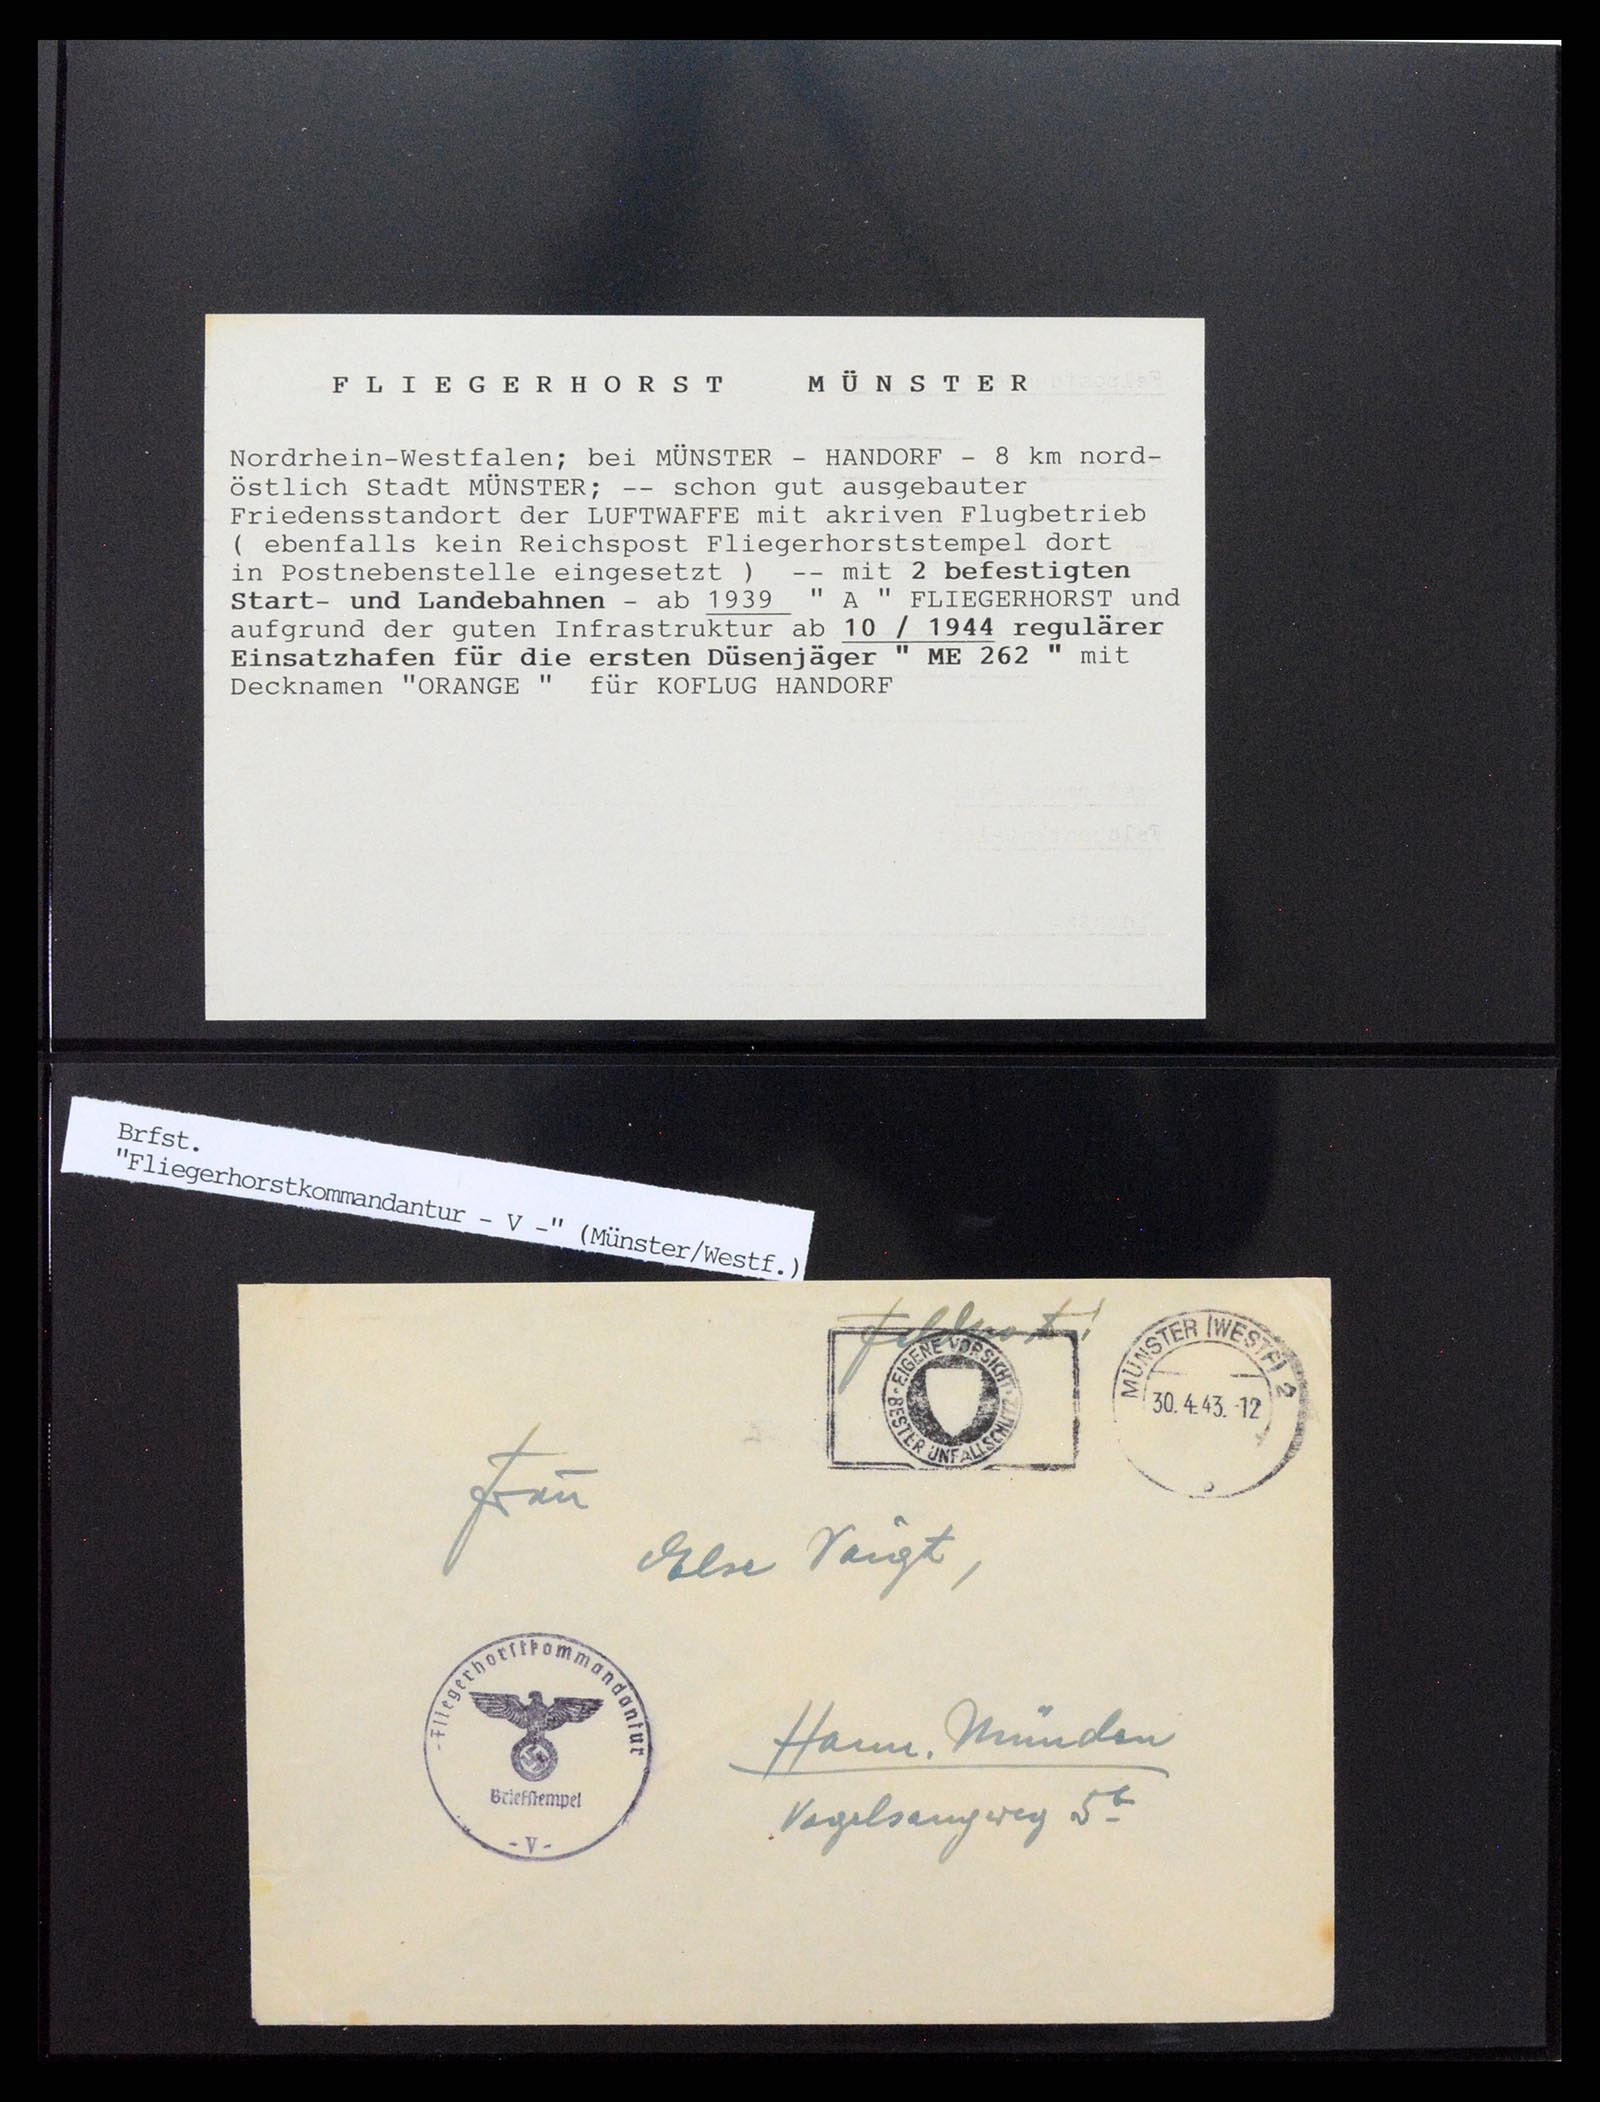 FLIEGERHORST MÜNSTER
Nordrhein-Westfalen; bei MÜNSTER - HANDORF - 8 km nord-
östlich Stadt MÜNSTER; -- schon gut ausgebauter
Friedensstandort der LUFTWAFFE mit akriven Flugbetrieb
( ebenfalls kein Reichspost Fliegerhorststempel dort
in Postnebenstelle eingesetzt ) -- mit 2 befestigten
Start- und Landebahnen - ab 1939 " A " FLIEGERHORST und
aufgrund der guten Infrastruktur ab 10 / 1944 regulärer
Einsatzhafen für die ersten Düsenjäger " ME 262 " mit
Decknamen "ORANGE " für KOFLUG HANDORF
Brfst.
"Fliegerhorstkommandantur - V -" (Münster/Westf.)
Feldpost!
EIGENE VORSICHT
BESTER UNFALLSCHUTZ
MÜNSTER (WESTF) 2
30.4.43.-12
b
Frau
Else Voigt,
Fliegerhorstkommandantur
Briefstempel
- V -
Hann. Münden
Vogelsangweg 5b